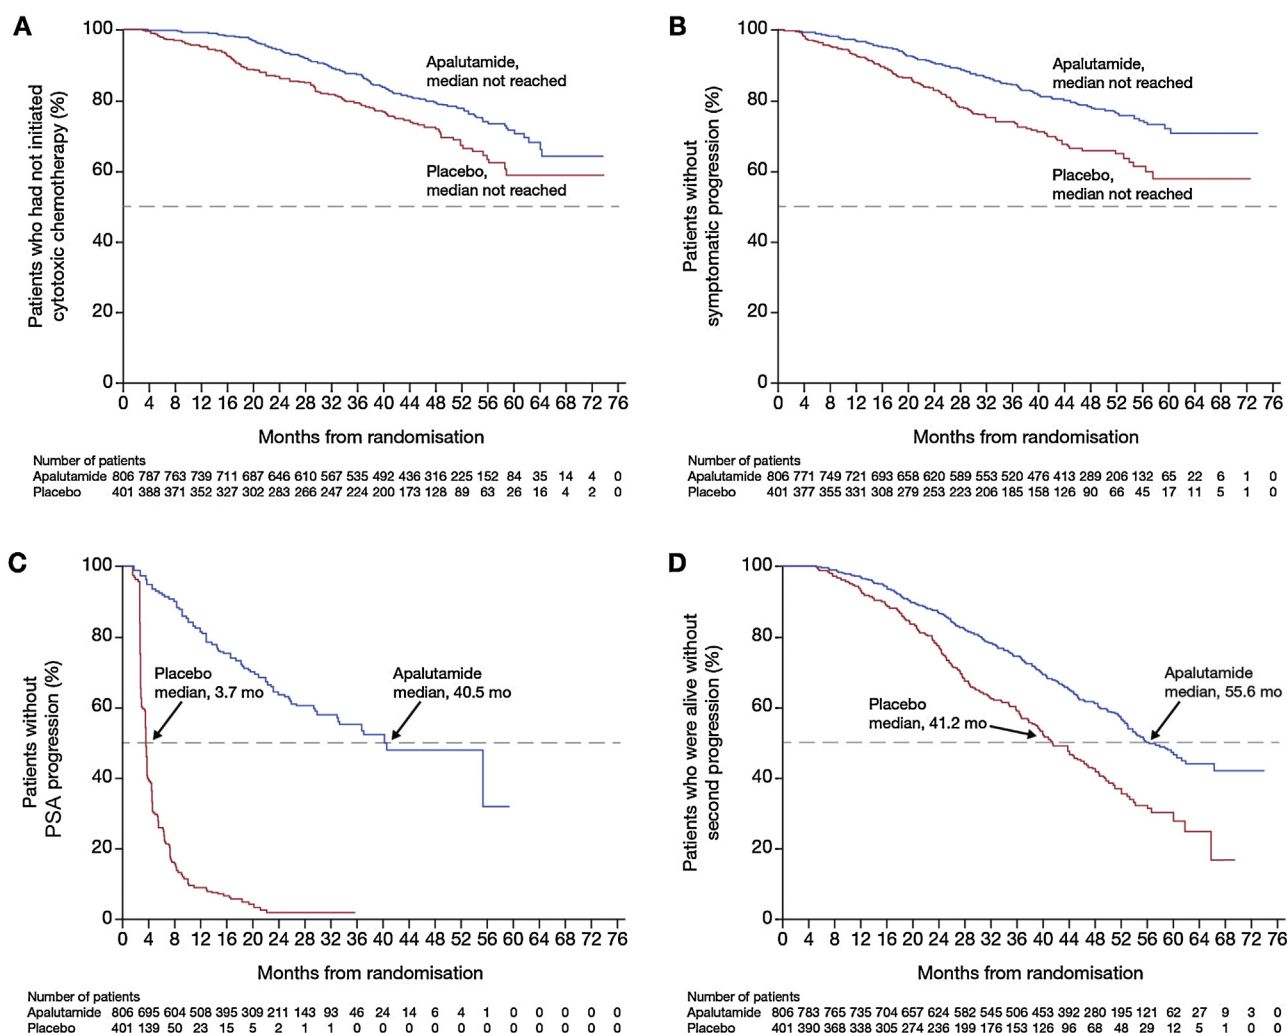 A
Patients who had not initiated
cytotoxic chemotherapy (%)
100
80
60
40
20
0
Apalutamide,
median not reached
Placebo,
median not reached
0 4 8 12 16 20 24 28 32 36 40 44 48 52 56 60 64 68 72 76
Months from randomisation
Number of patients
Apalutamide 806 787 763 739 711 687 646 610 567 535 492 436 316 225 152 84 35 14 4 0
Placebo 401 388 371 352 327 302 283 266 247 224 200 173 128 89 63 26 16 4 2 0
B
Patients without
symptomatic progression (%)
100
80
60
40
20
0
Apalutamide,
median not reached
Placebo,
median not reached
0 4 8 12 16 20 24 28 32 36 40 44 48 52 56 60 64 68 72 76
Months from randomisation
Number of patients
Apalutamide 806 771 749 721 693 658 620 589 553 520 476 413 289 206 132 65 22 6 1 0
Placebo 401 377 355 331 308 279 253 223 206 185 158 126 90 66 45 17 11 5 1 0
C
Patients without
PSA progression (%)
100
80
60
40
20
0
Placebo
median, 3.7 mo
Apalutamide
median, 40.5 mo
0 4 8 12 16 20 24 28 32 36 40 44 48 52 56 60 64 68 72 76
Months from randomisation
Number of patients
Apalutamide 806 695 604 508 395 309 211 143 93 46 24 14 6 4 1 0 0 0 0 0
Placebo 401 139 50 23 15 5 2 1 1 0 0 0 0 0 0 0 0 0 0 0
D
Patients who were alive without
second progression (%)
100
80
60
40
20
0
Placebo
median, 41.2 mo
Apalutamide
median, 55.6 mo
0 4 8 12 16 20 24 28 32 36 40 44 48 52 56 60 64 68 72 76
Months from randomisation
Number of patients
Apalutamide 806 783 765 735 704 657 624 582 545 506 453 392 280 195 121 62 27 9 3 0
Placebo 401 390 368 338 305 274 236 199 176 153 126 96 68 48 29 12 5 1 0 0